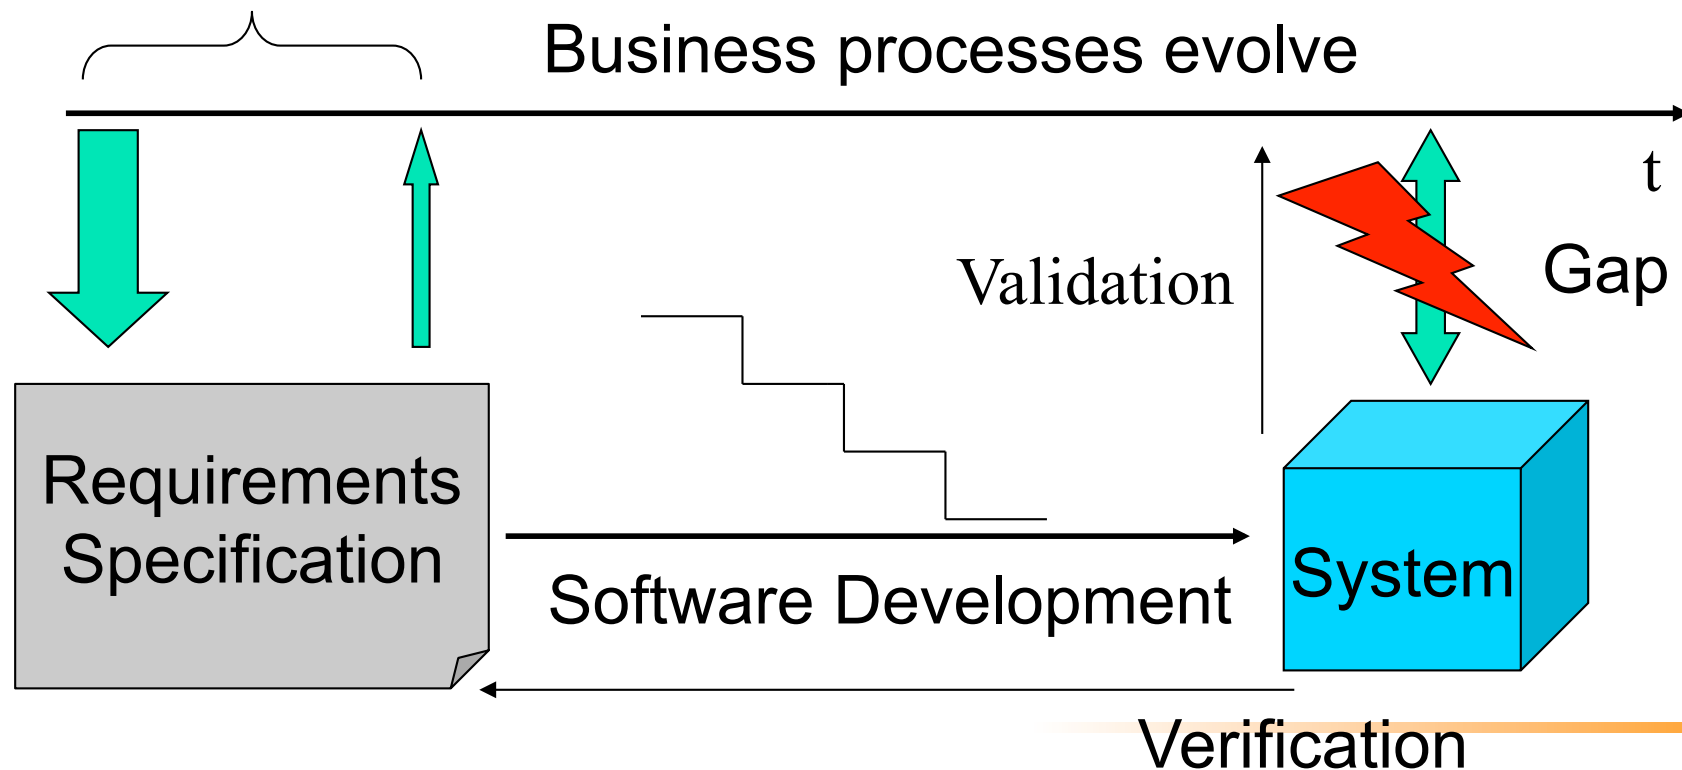 Business processes evolve
t
Validation
Gap
Requirements
Specification
System
Software Development
Verification